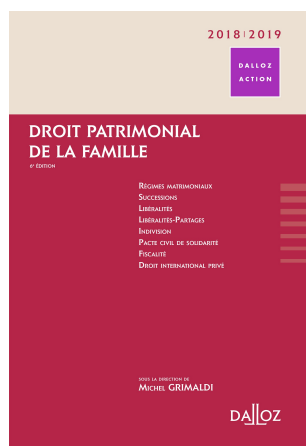 2018|2019
DALLOZ
ACTION
DROIT PATRIMONIAL
DE LA FAMILLE
6e ÉDITION
RÉGIMES MATRIMONIAUX
SUCCESSIONS
LIBÉRALITÉS
LIBÉRALITÉS-PARTAGES
INDIVISION
PACTE CIVIL DE SOLIDARITÉ
FISCALITÉ
DROIT INTERNATIONAL PRIVÉ
SOUS LA DIRECTION DE
MICHEL GRIMALDI
DALLOZ